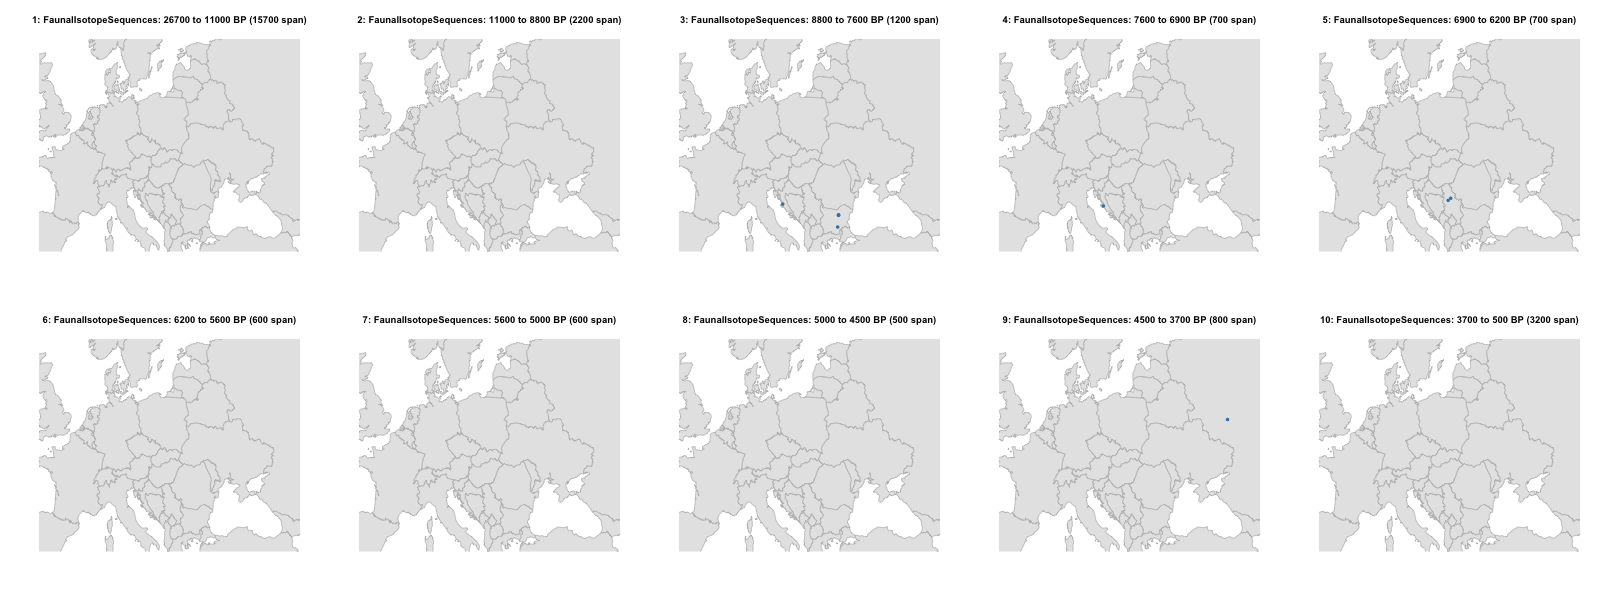 1: FaunalIsotopeSequences: 26700 to 11000 BP (15700 span)
2: FaunalIsotopeSequences: 11000 to 8800 BP (2200 span)
3: FaunalIsotopeSequences: 8800 to 7600 BP (1200 span)
4: FaunalIsotopeSequences: 7600 to 6900 BP (700 span)
5: FaunalIsotopeSequences: 6900 to 6200 BP (700 span)
6: FaunalIsotopeSequences: 6200 to 5600 BP (600 span)
7: FaunalIsotopeSequences: 5600 to 5000 BP (600 span)
8: FaunalIsotopeSequences: 5000 to 4500 BP (500 span)
9: FaunalIsotopeSequences: 4500 to 3700 BP (800 span)
10: FaunalIsotopeSequences: 3700 to 500 BP (3200 span)